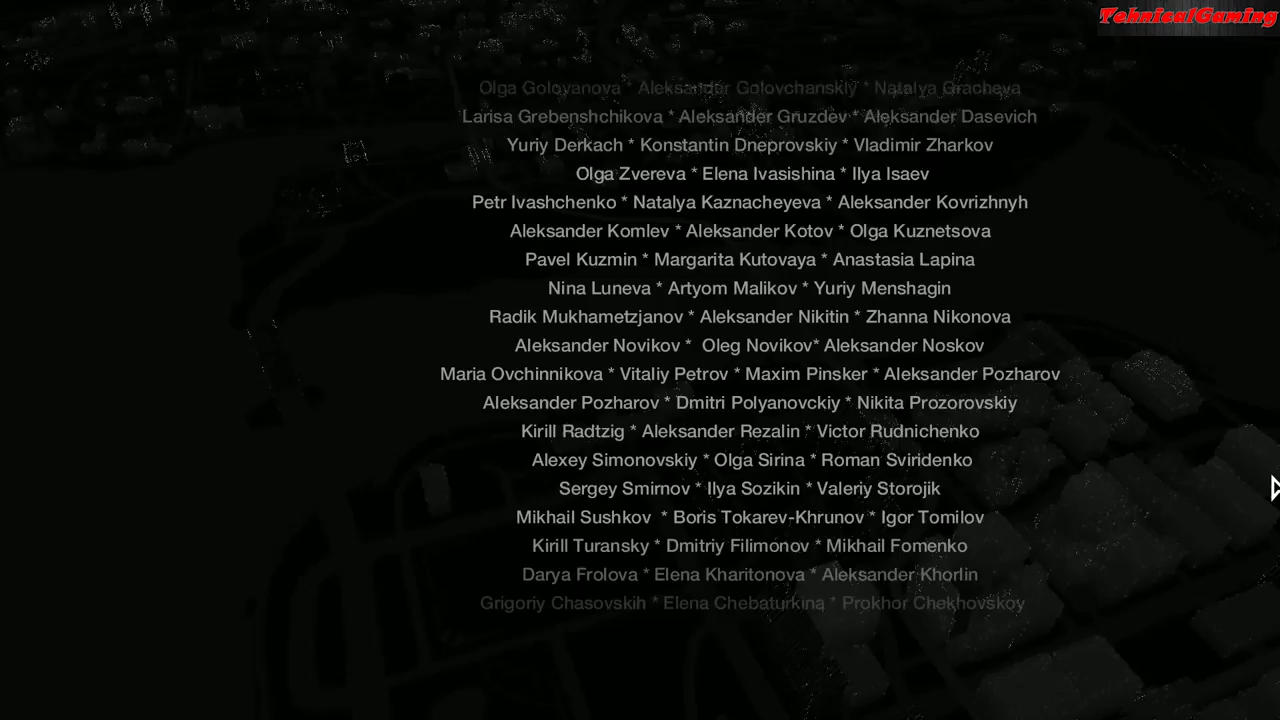 TehnicalGaming
Olga Golovanova * Aleksander Golovchanskiy * Natalya Gracheva
Larisa Grebenshchikova * Aleksander Gruzdev * Aleksander Dasevich
Yuriy Derkach * Konstantin Dneprovskiy * Vladimir Zharkov
Olga Zvereva * Elena Ivasishina * Ilya Isaev
Petr Ivashchenko * Natalya Kaznacheyeva * Aleksander Kovrizhnyh
Aleksander Komlev * Aleksander Kotov * Olga Kuznetsova
Pavel Kuzmin * Margarita Kutovaya * Anastasia Lapina
Nina Luneva * Artyom Malikov * Yuriy Menshagin
Radik Mukhametzjanov * Aleksander Nikitin * Zhanna Nikonova
Aleksander Novikov *  Oleg Novikov* Aleksander Noskov
Maria Ovchinnikova * Vitaliy Petrov * Maxim Pinsker * Aleksander Pozharov
Aleksander Pozharov * Dmitri Polyanovckiy * Nikita Prozorovskiy
Kirill Radtzig * Aleksander Rezalin * Victor Rudnichenko
Alexey Simonovskiy * Olga Sirina * Roman Sviridenko
Sergey Smirnov * Ilya Sozikin * Valeriy Storojik
Mikhail Sushkov  * Boris Tokarev-Khrunov * Igor Tomilov
Kirill Turansky * Dmitriy Filimonov * Mikhail Fomenko
Darya Frolova * Elena Kharitonova * Aleksander Khorlin
Grigoriy Chasovskih * Elena Chebaturkina * Prokhor Chekhovskoy